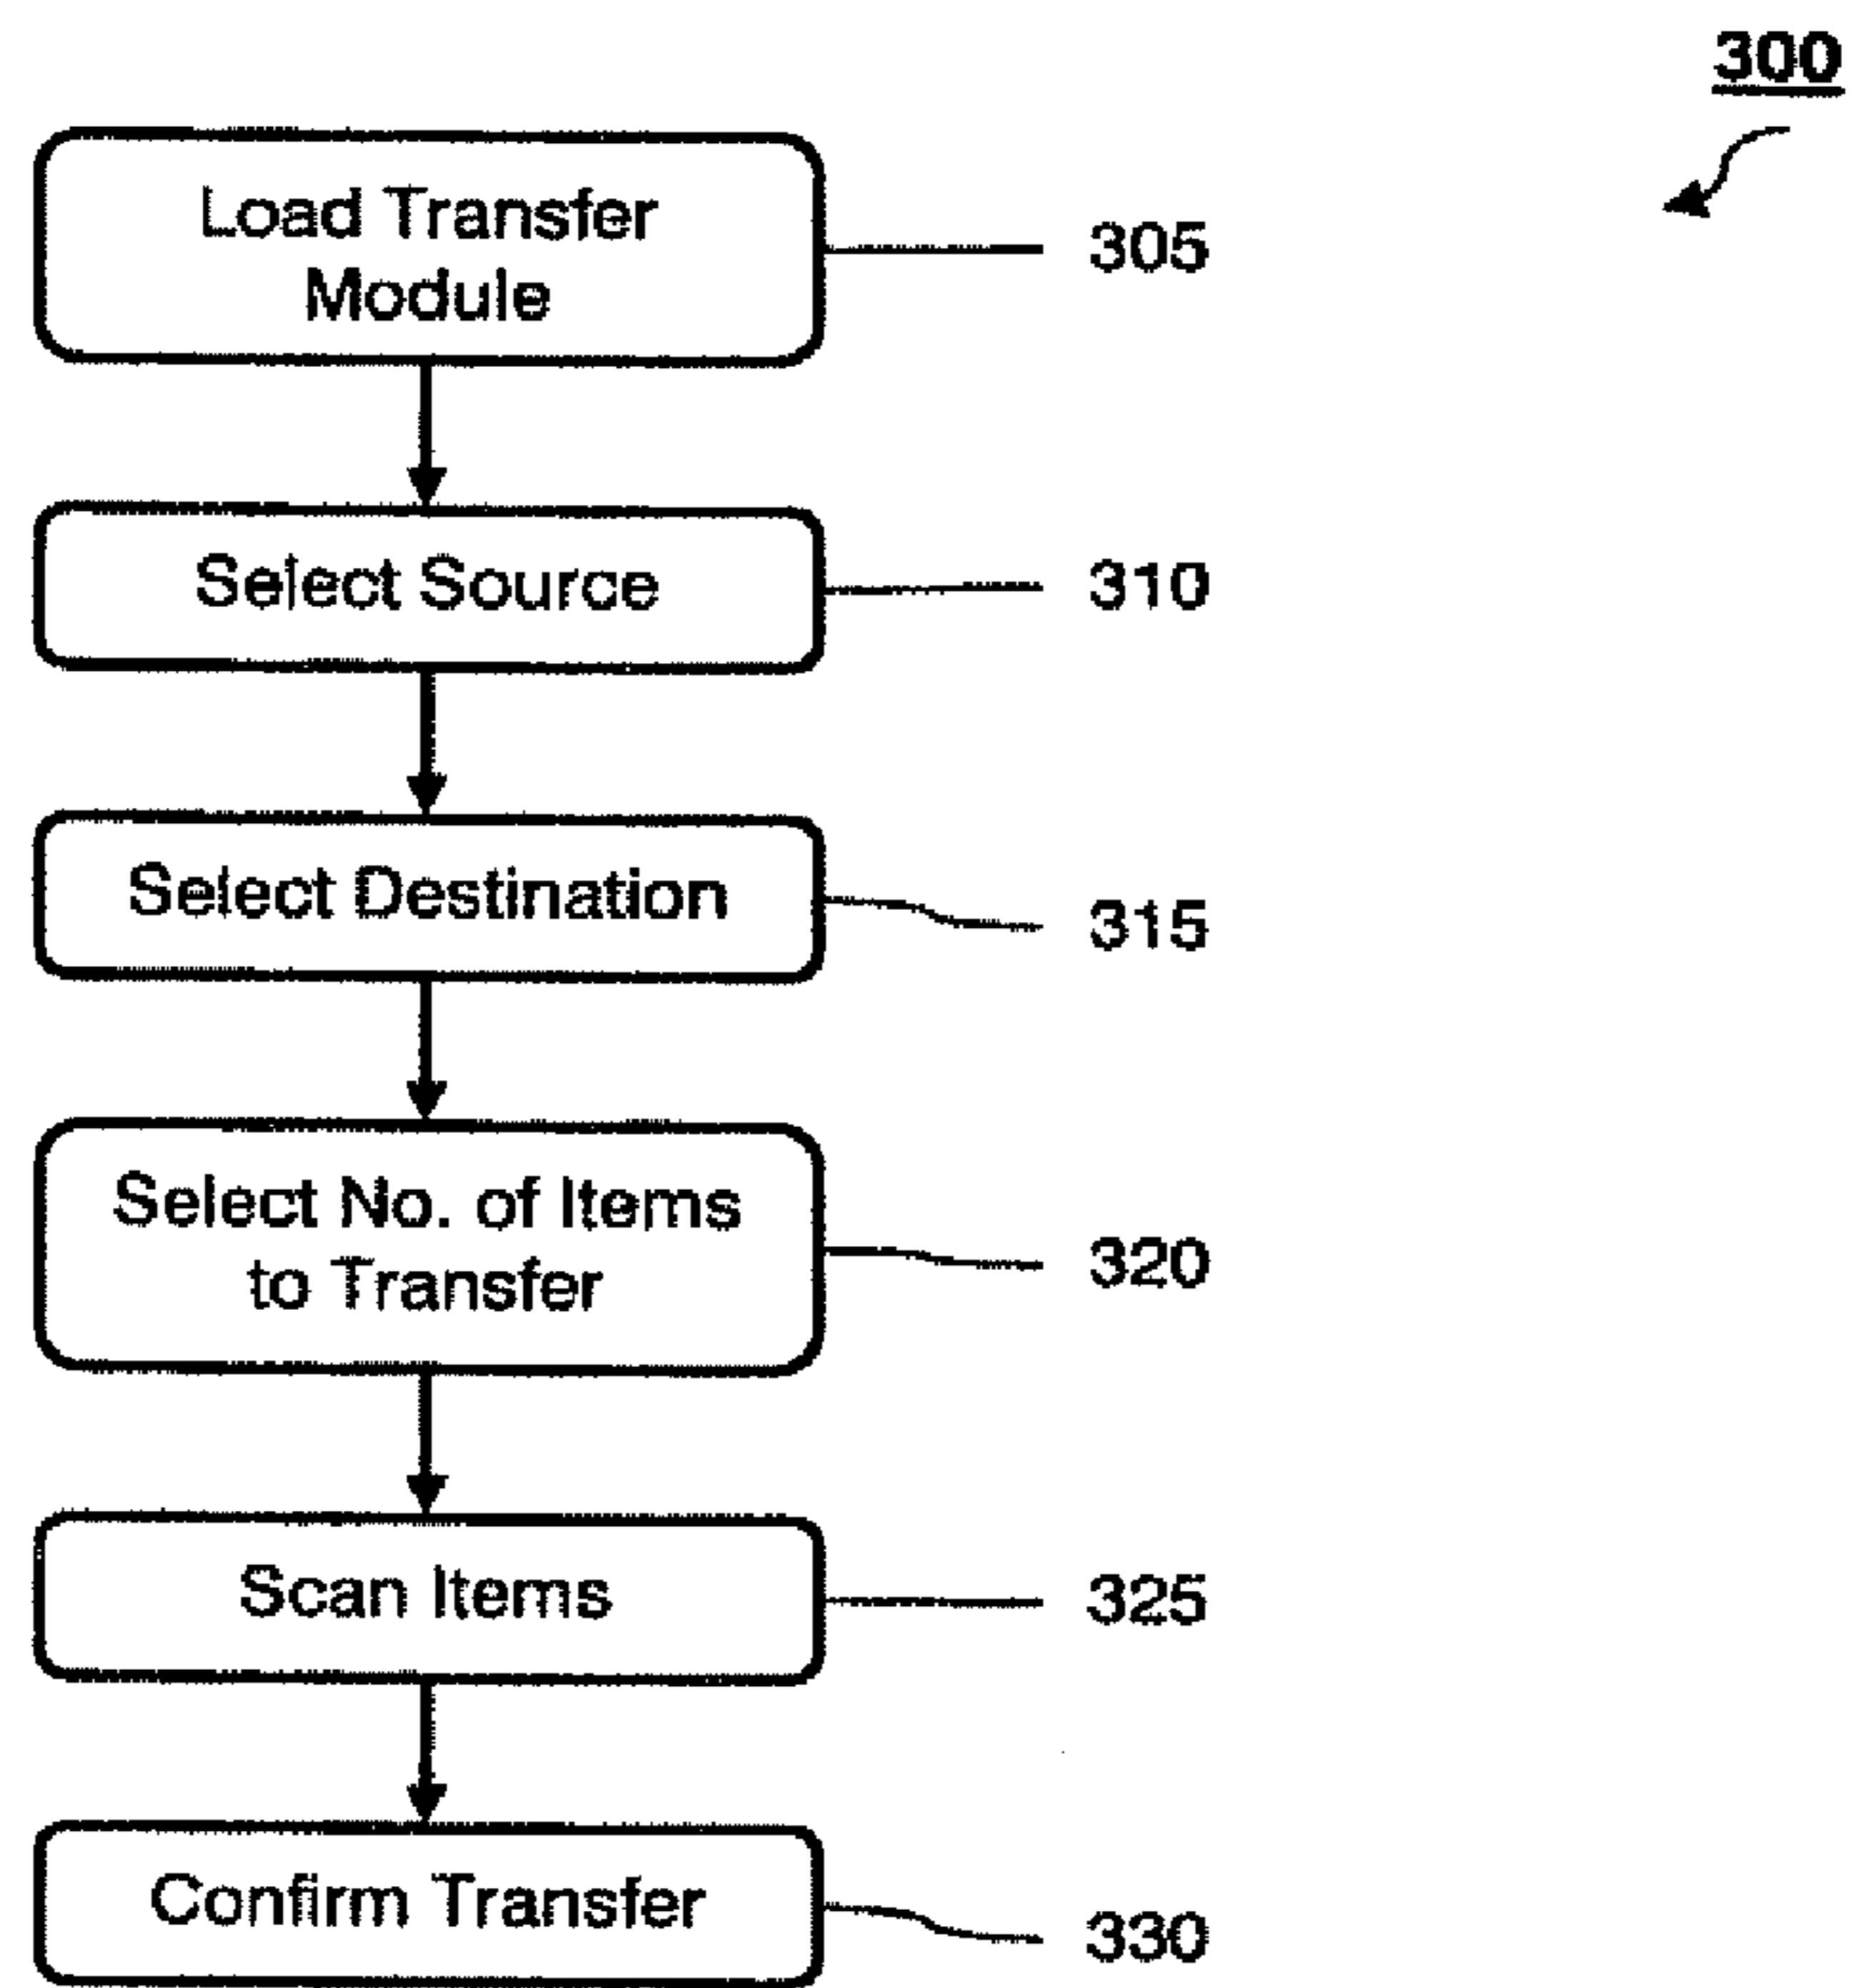 300
Load Transfer
Module
305
Select Source
310
Select Destination
315
Select No. of Items
to Transfer
320
Scan Items
325
Confirm Transfer
330